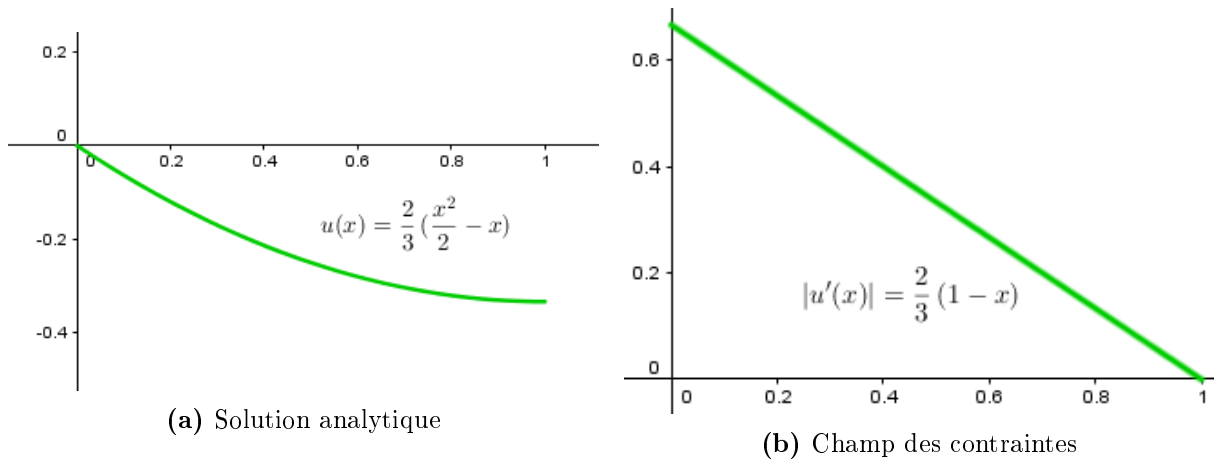 0.2
0
0 0.2 0.4 0.6 0.8 1
-0.2
-0.4
u(x) = 2/3 (x²/2 − x)
(a) Solution analytique
0.6
0.4
0.2
0
0 0.2 0.4 0.6 0.8 1
|u′(x)| = 2/3 (1 − x)
(b) Champ des contraintes